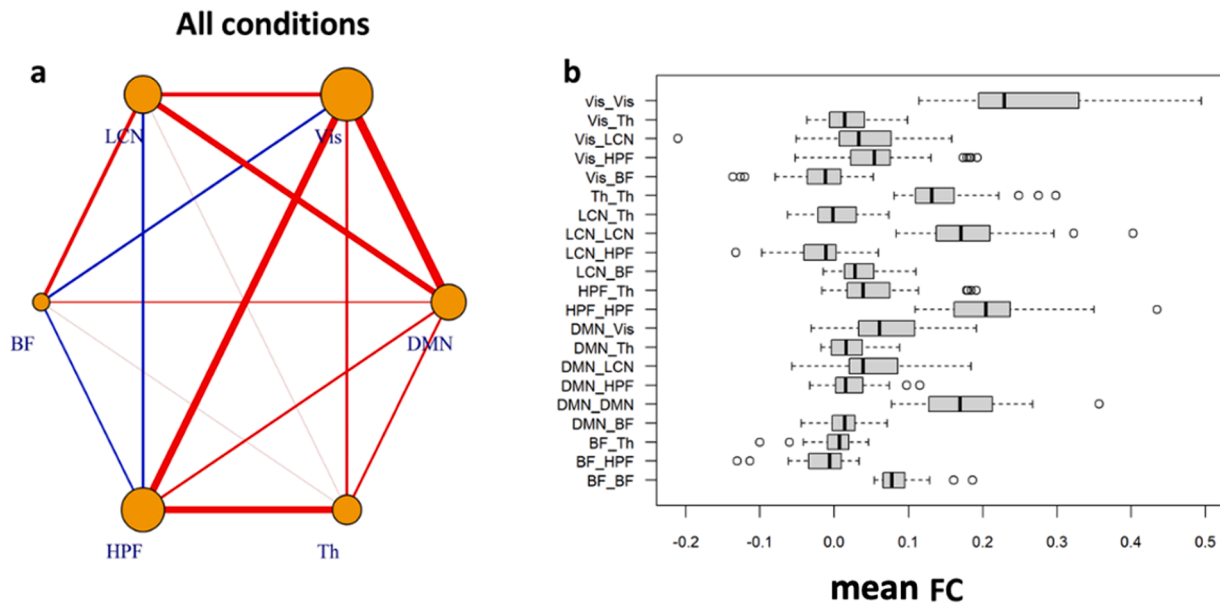 All conditions
a
LCN
Vis
BF
DMN
HPF
Th
b
Vis_Vis
Vis_Th
Vis_LCN
Vis_HPF
Vis_BF
Th_Th
LCN_Th
LCN_LCN
LCN_HPF
LCN_BF
HPF_Th
HPF_HPF
DMN_Vis
DMN_Th
DMN_LCN
DMN_HPF
DMN_DMN
DMN_BF
BF_Th
BF_HPF
BF_BF
-0.2 -0.1 0.0 0.1 0.2 0.3 0.4 0.5
mean FC